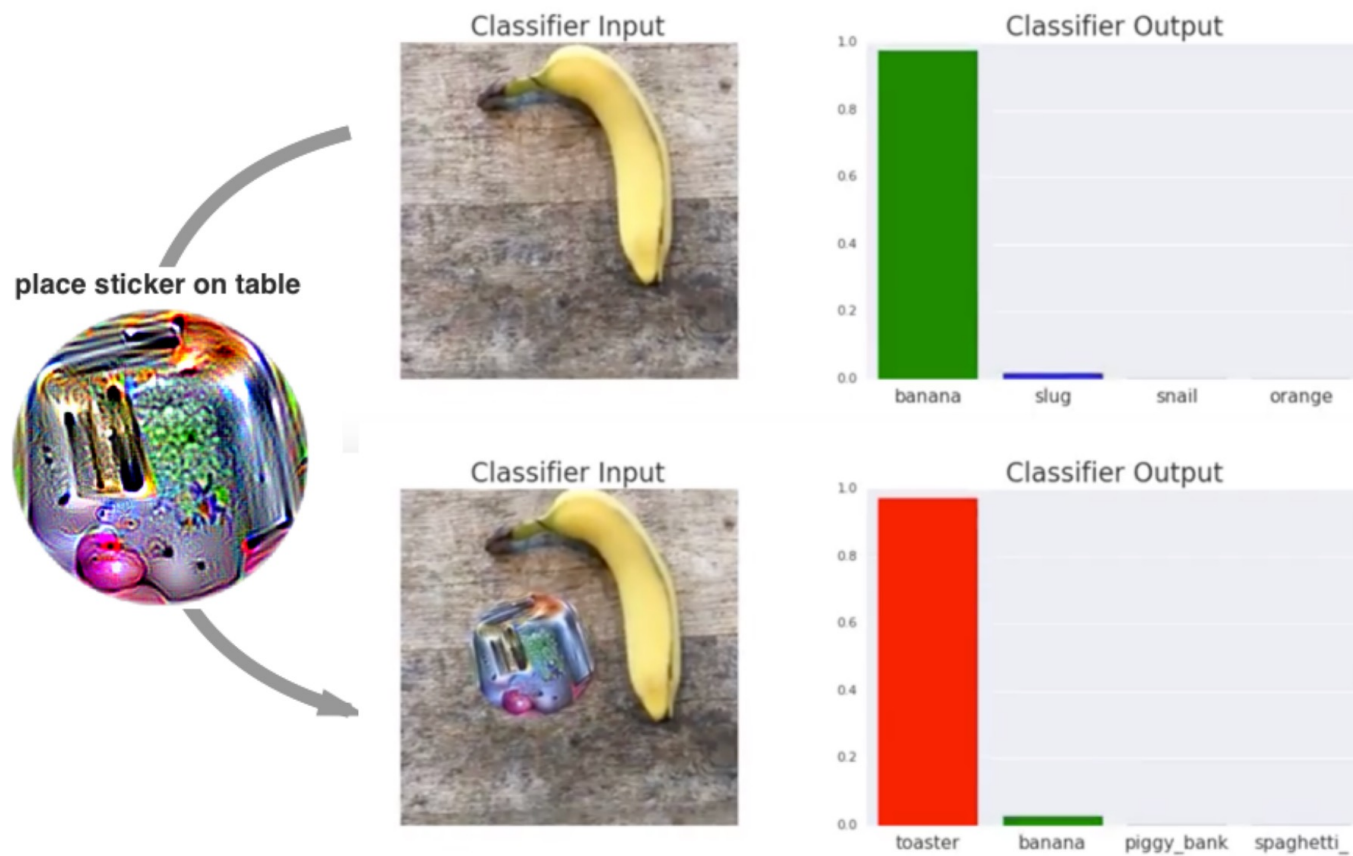 Classifier Input
Classifier Output
1.0
0.8
0.6
0.4
0.2
0.0
banana slug snail orange
place sticker on table
Classifier Input
Classifier Output
1.0
0.8
0.6
0.4
0.2
0.0
toaster banana piggy_bank spaghetti_